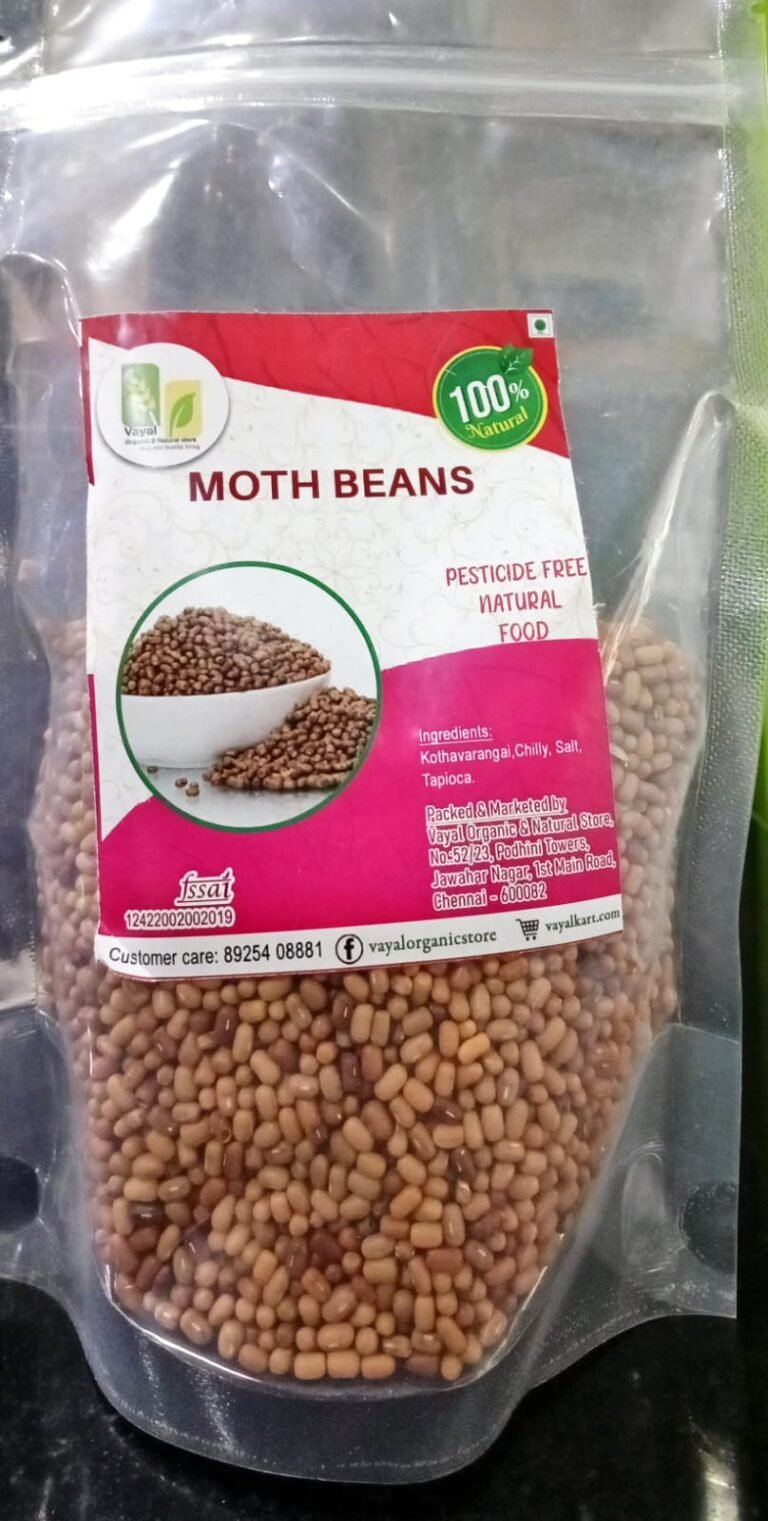 Vayal
Organic & Natural store
100%
Natural
MOTH BEANS
PESTICIDE FREE
NATURAL
FOOD
Ingredients:
Kothavarangai,Chilly, Salt,
Tapioca.
Packed & Marketed by
Vayal Organic & Natural Store,
No:-52/23, Podhini Towers,
Jawahar Nagar, 1st Main Road,
Chennai - 600082
fssai
12422002002019
Customer care: 89254 08881 f vayalorganicstore vayalkart.com